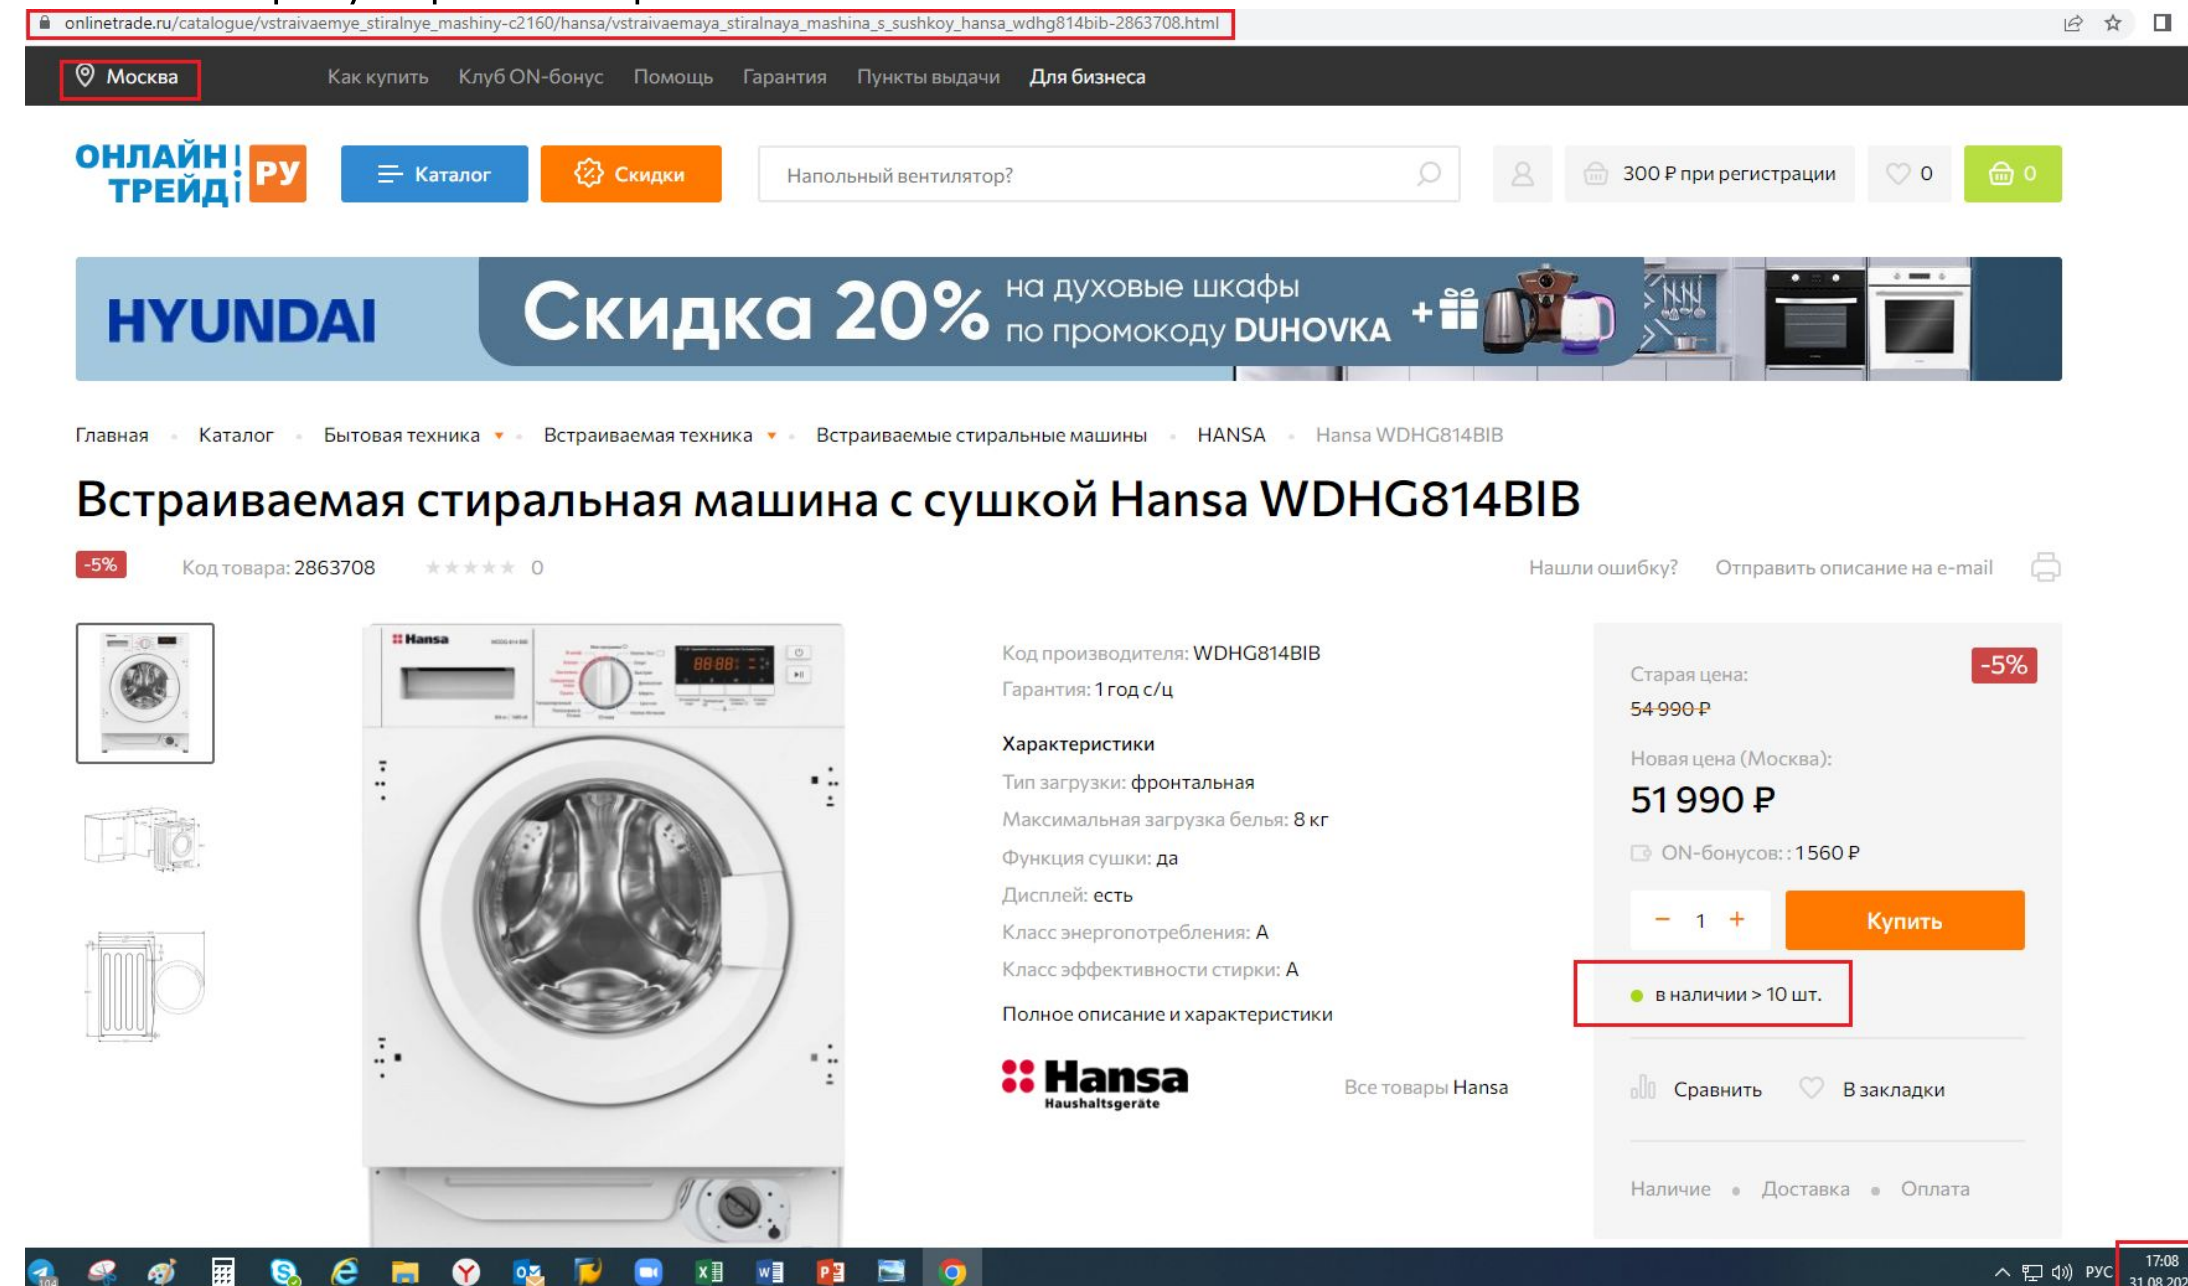 onlinetrade.ru/catalogue/vstraivaemye_stiralnye_mashiny-c2160/hansa/vstraivaemaya_stiralnaya_mashina_s_sushkoy_hansa_wdhg814bib-2863708.html
Москва Как купить Клуб ON-бонус Помощь Гарантия Пункты выдачи Для бизнеса
ОНЛАЙН ТРЕЙД РУ
Каталог
Скидки
Напольный вентилятор?
300 ₽ при регистрации
0
0
HYUNDAI
Скидка 20%
на духовые шкафы
по промокоду DUHOVKA
+
Главная Каталог Бытовая техника Встраиваемая техника Встраиваемые стиральные машины HANSA Hansa WDHG814BIB
Встраиваемая стиральная машина с сушкой Hansa WDHG814BIB
-5% Код товара: 2863708 0 Нашли ошибку? Отправить описание на e-mail
Hansa
88:88:
Код производителя: WDHG814BIB
Гарантия: 1 год с/ц
Характеристики
Тип загрузки: фронтальная
Максимальная загрузка белья: 8 кг
Функция сушки: да
Дисплей: есть
Класс энергопотребления: A
Класс эффективности стирки: A
Полное описание и характеристики
Hansa
Haushaltsgeräte
Все товары Hansa
-5%
Старая цена:
54 990 ₽
Новая цена (Москва):
51 990 ₽
ON-бонусов: : 1 560 ₽
− 1 +
Купить
в наличии > 10 шт.
Сравнить В закладки
Наличие Доставка Оплата
104
РУС
17:08